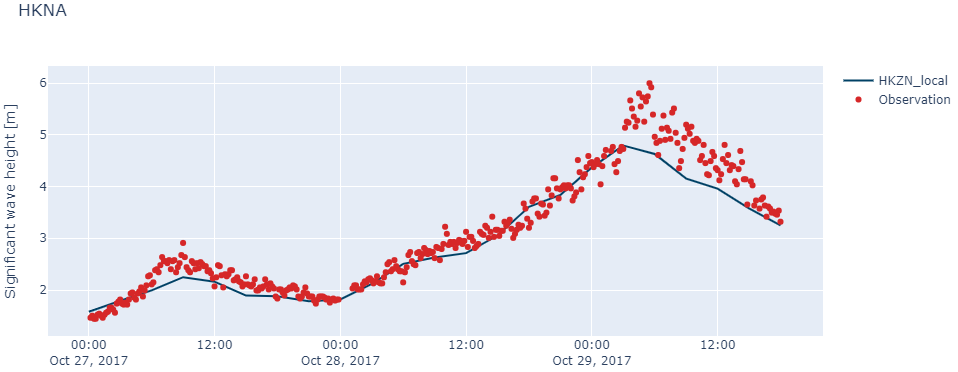 HKNA
Significant wave height [m]
6
5
4
3
2
00:00
Oct 27, 2017
12:00
00:00
Oct 28, 2017
12:00
00:00
Oct 29, 2017
12:00
HKZN_local
Observation